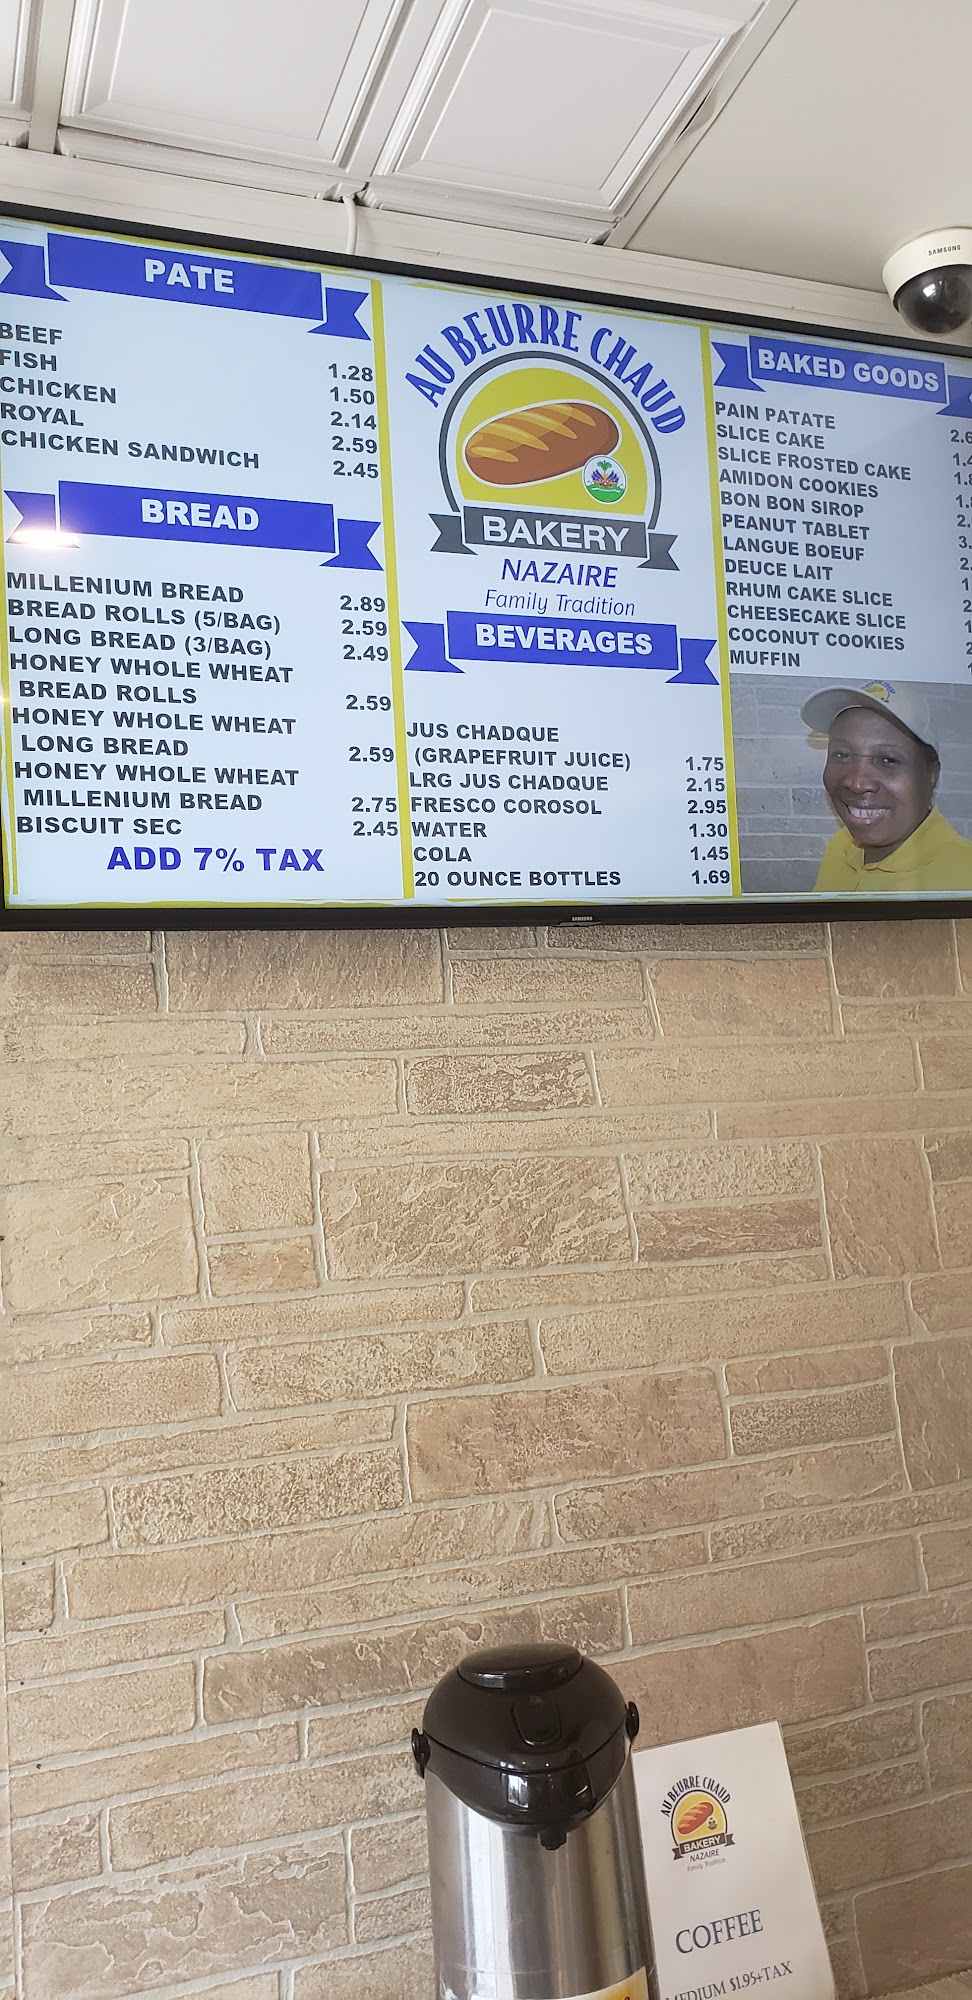 PATE
BEEF 1.28
FISH 1.50
CHICKEN 2.14
ROYAL 2.59
CHICKEN SANDWICH 2.45
BREAD
MILLENIUM BREAD 2.89
BREAD ROLLS (5/BAG) 2.59
LONG BREAD (3/BAG) 2.49
HONEY WHOLE WHEAT
BREAD ROLLS 2.59
HONEY WHOLE WHEAT
LONG BREAD 2.59
HONEY WHOLE WHEAT
MILLENIUM BREAD 2.75
BISCUIT SEC 2.45
ADD 7% TAX
AU BEURRE CHAUD
BAKERY
NAZAIRE
Family Tradition
BEVERAGES
JUS CHADQUE
(GRAPEFRUIT JUICE) 1.75
LRG JUS CHADQUE 2.15
FRESCO COROSOL 2.95
WATER 1.30
COLA 1.45
20 OUNCE BOTTLES 1.69
BAKED GOODS
PAIN PATATE
SLICE CAKE
SLICE FROSTED CAKE
AMIDON COOKIES
BON BON SIROP
PEANUT TABLET
LANGUE BOEUF
DEUCE LAIT
RHUM CAKE SLICE
CHEESECAKE SLICE
COCONUT COOKIES
MUFFIN
SAMSUNG
SAMSUNG
AU BEURRE CHAUD
BAKERY
NAZAIRE
Family Tradition
COFFEE
MEDIUM $1.95+TAX